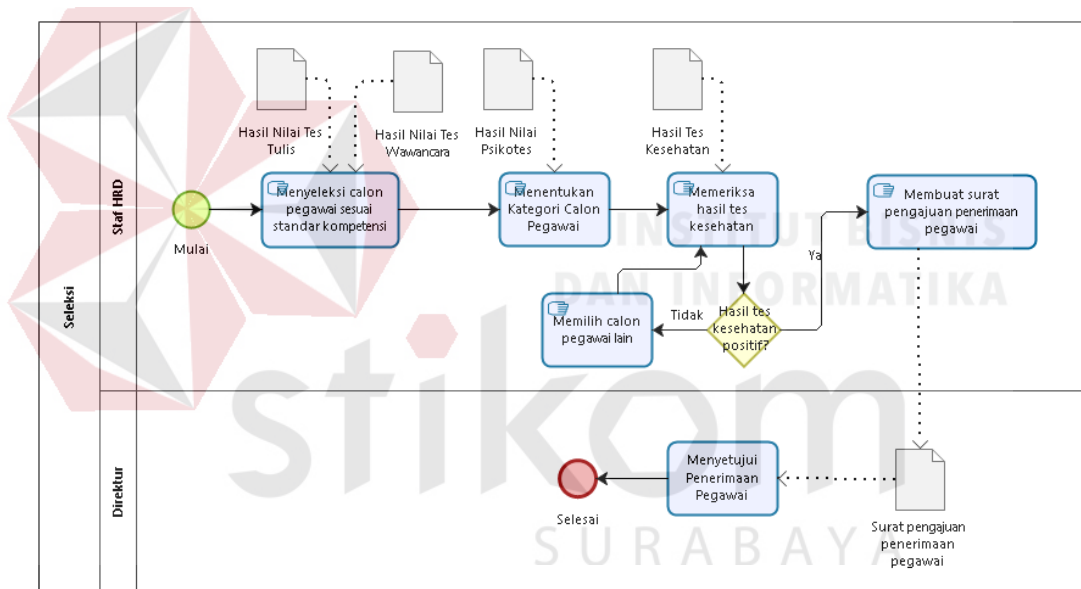 Seleksi
Staf HRD
Direktur
Hasil Nilai Tes
Tulis
Hasil Nilai Tes
Wawancara
Hasil Nilai
Psikotes
Hasil Tes
Kesehatan
Mulai
Menyeleksi calon
pegawai sesuai
standar kompetensi
Menentukan
Kategori Calon
Pegawai
Memeriksa
hasil tes
kesehatan
Membuat surat
pengajuan penerimaan
pegawai
INSTITUT BISNIS
DAN INFORMATIKA
Ya
Memilih calon
pegawai lain
Tidak
Hasil tes
kesehatan
positif?
stikom
SURABAYA
Selesai
Menyetujui
Penerimaan
Pegawai
Surat pengajuan
penerimaan
pegawai